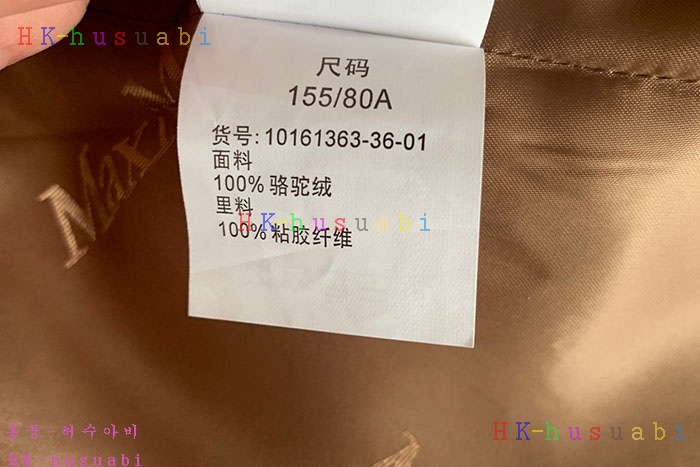 HK-husuabi
尺码
155/80A
货号:10161363-36-01
面料
100%骆驼绒
里料
HK-husuabi
100%粘胶纤维
MaxM
홍콩-허수아비
HK-husuabi
HK-husuabi